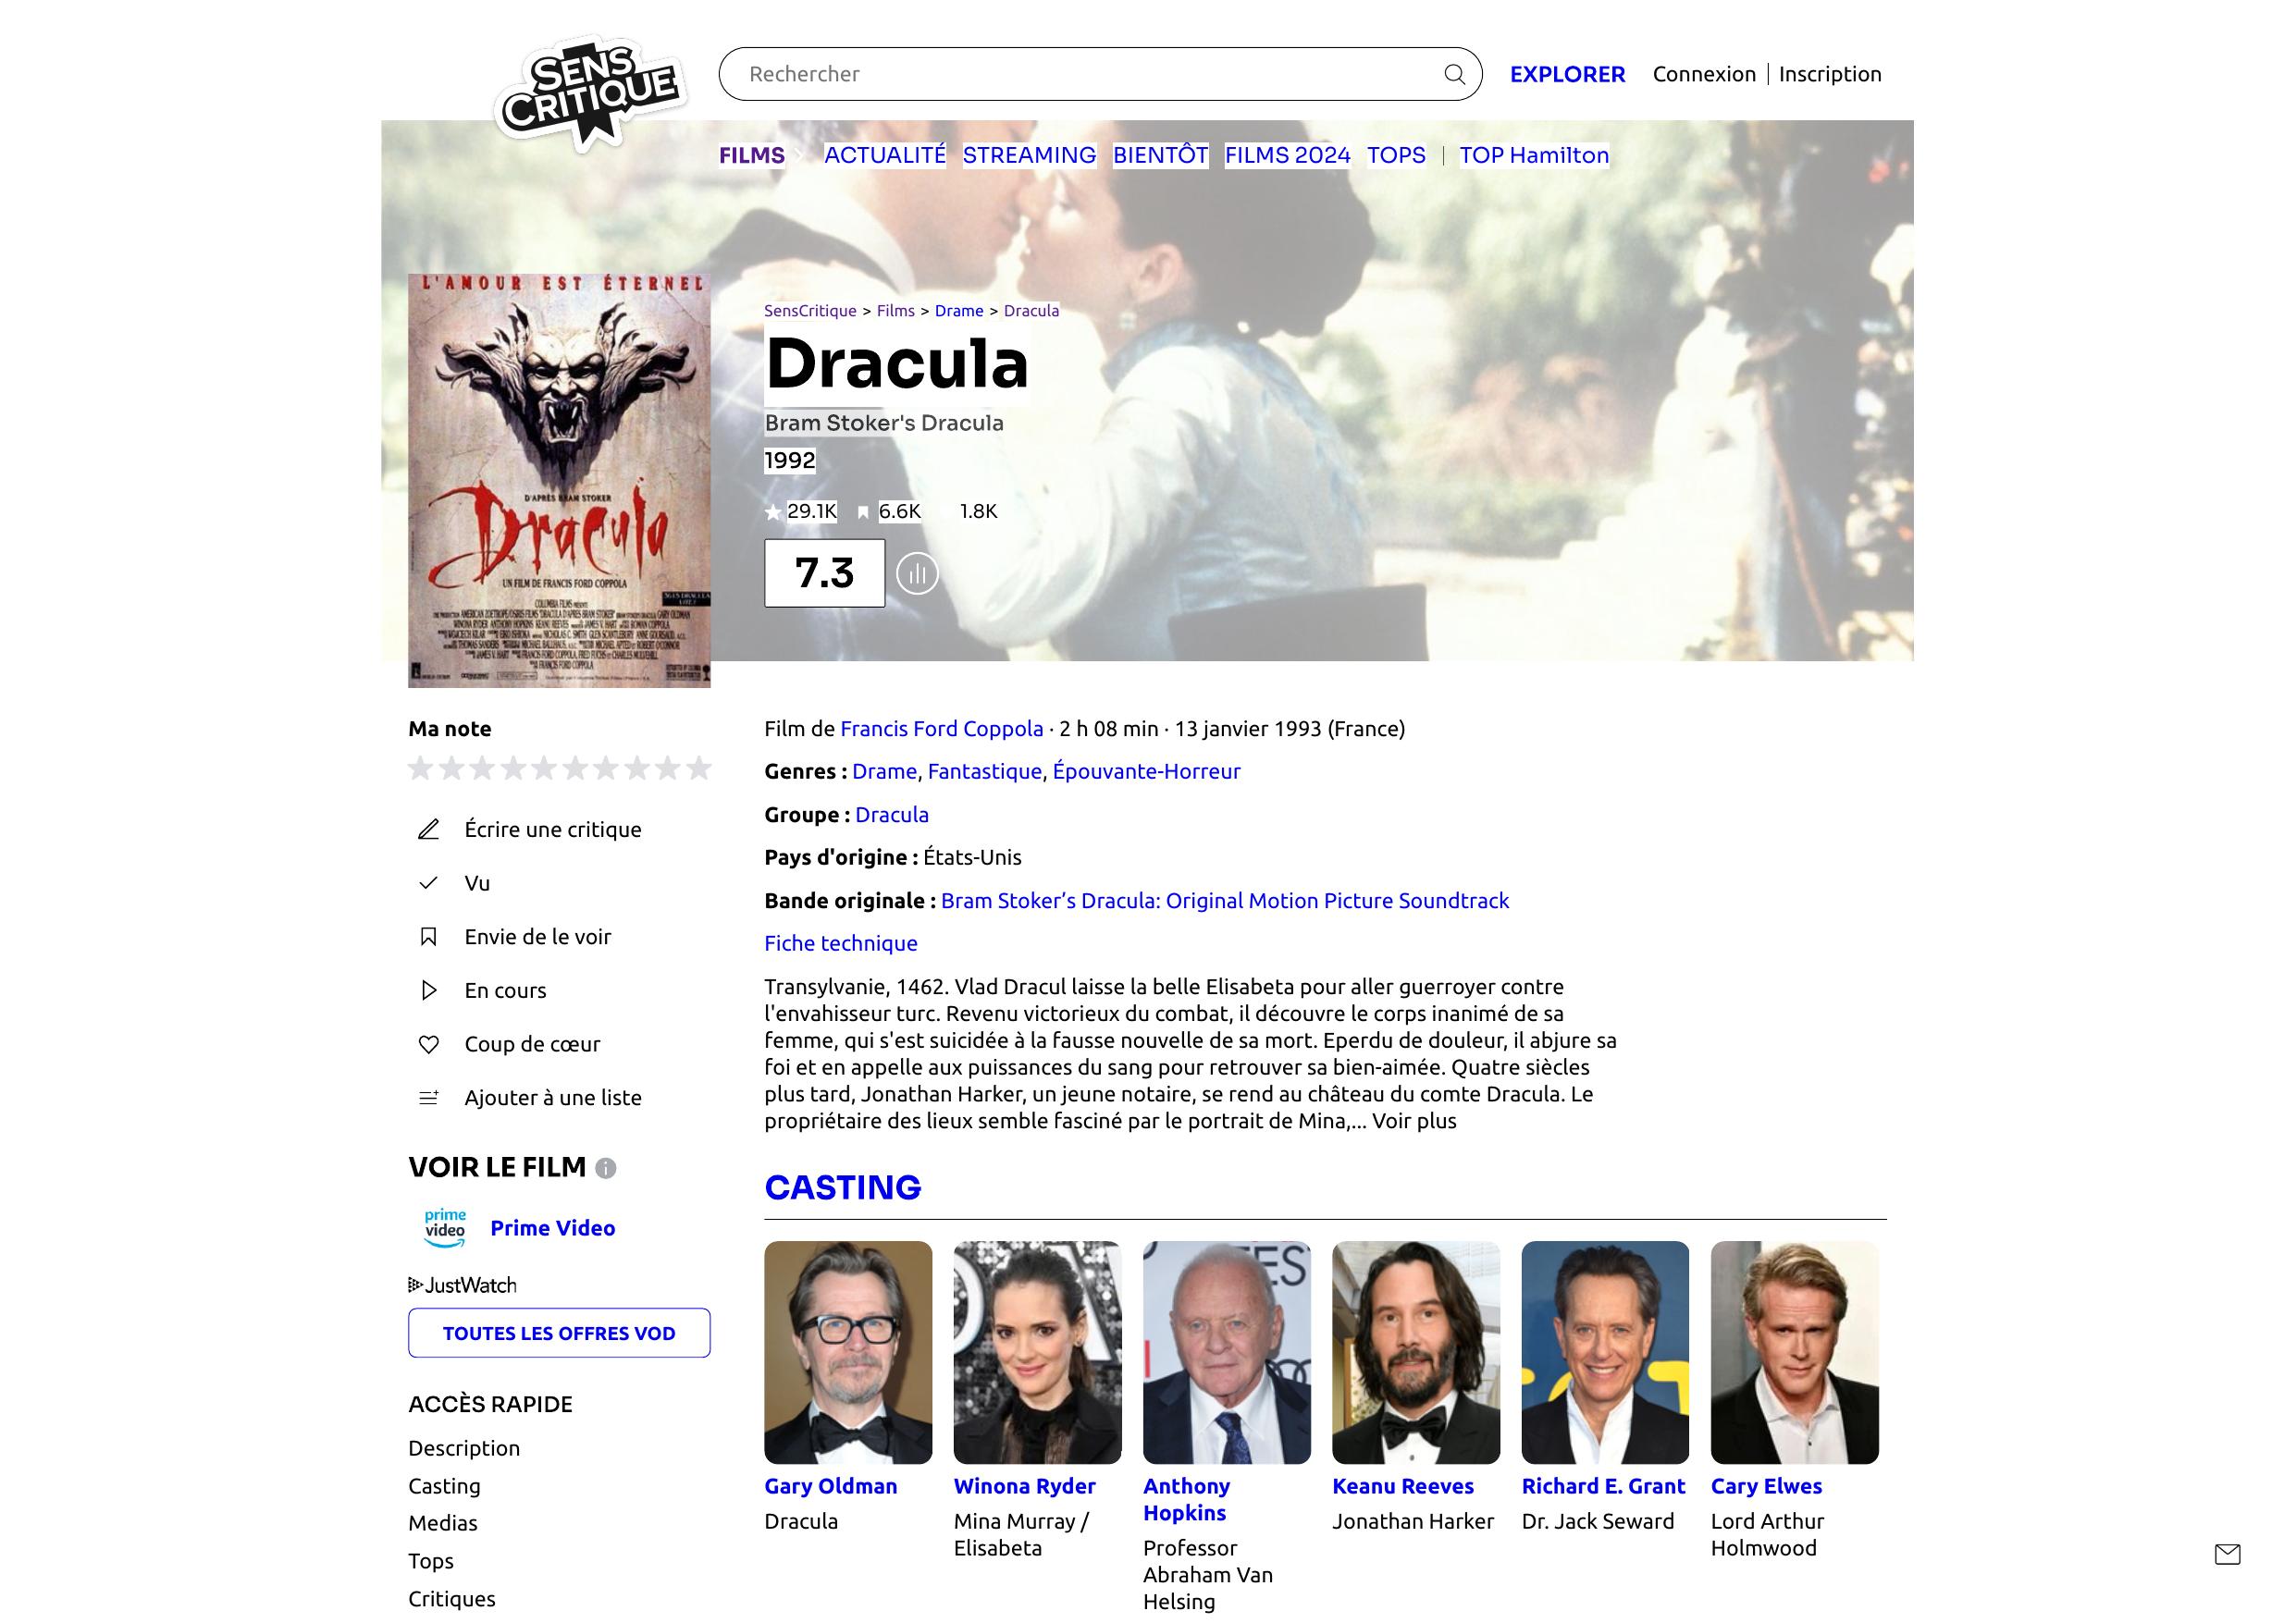 SENS
CRITIQUE
Rechercher
EXPLORER
Connexion | Inscription
FILMS
ACTUALITÉ STREAMING BIENTÔT FILMS 2024 TOPS | TOP Hamilton
L'AMOUR EST ÉTERNEL
D'APRÈS BRAM STOKER
Dracula
UN FILM DE FRANCIS FORD COPPOLA
SensCritique > Films > Drame > Dracula
Dracula
Bram Stoker's Dracula
1992
29.1K 6.6K 1.8K
7.3
Ma note
Écrire une critique
Vu
Envie de le voir
En cours
Coup de cœur
Ajouter à une liste
VOIR LE FILM
prime
video
Prime Video
JustWatch
TOUTES LES OFFRES VOD
ACCÈS RAPIDE
Description
Casting
Medias
Tops
Critiques
Film de Francis Ford Coppola · 2 h 08 min · 13 janvier 1993 (France)
Genres : Drame, Fantastique, Épouvante-Horreur
Groupe : Dracula
Pays d'origine : États-Unis
Bande originale : Bram Stoker’s Dracula: Original Motion Picture Soundtrack
Fiche technique
Transylvanie, 1462. Vlad Dracul laisse la belle Elisabeta pour aller guerroyer contre
l'envahisseur turc. Revenu victorieux du combat, il découvre le corps inanimé de sa
femme, qui s'est suicidée à la fausse nouvelle de sa mort. Eperdu de douleur, il abjure sa
foi et en appelle aux puissances du sang pour retrouver sa bien-aimée. Quatre siècles
plus tard, Jonathan Harker, un jeune notaire, se rend au château du comte Dracula. Le
propriétaire des lieux semble fasciné par le portrait de Mina,... Voir plus
CASTING
Gary Oldman
Dracula
Winona Ryder
Mina Murray /
Elisabeta
Anthony
Hopkins
Professor
Abraham Van
Helsing
Keanu Reeves
Jonathan Harker
Richard E. Grant
Dr. Jack Seward
Cary Elwes
Lord Arthur
Holmwood